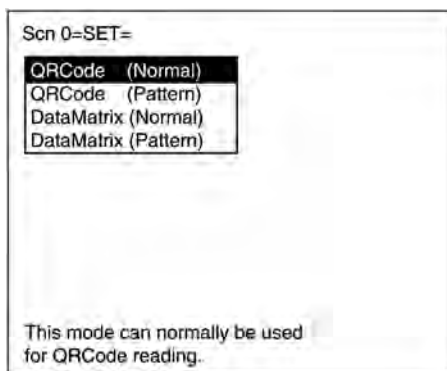 Scn 0=SET=
QRCode (Normal)
QRCode (Pattern)
DataMatrix (Normal)
DataMatrix (Pattern)
This mode can normally be used
for QRCode reading.